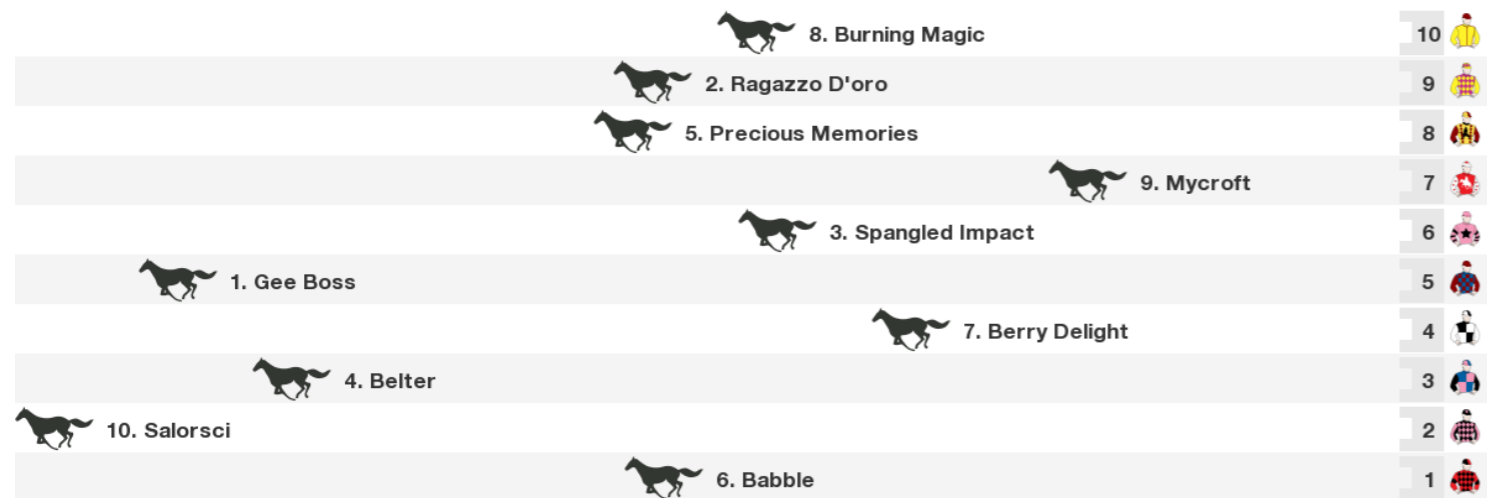 8. Burning Magic 10
2. Ragazzo D'oro 9
5. Precious Memories 8
9. Mycroft 7
3. Spangled Impact 6
1. Gee Boss 5
7. Berry Delight 4
4. Belter 3
10. Salorsci 2
6. Babble 1